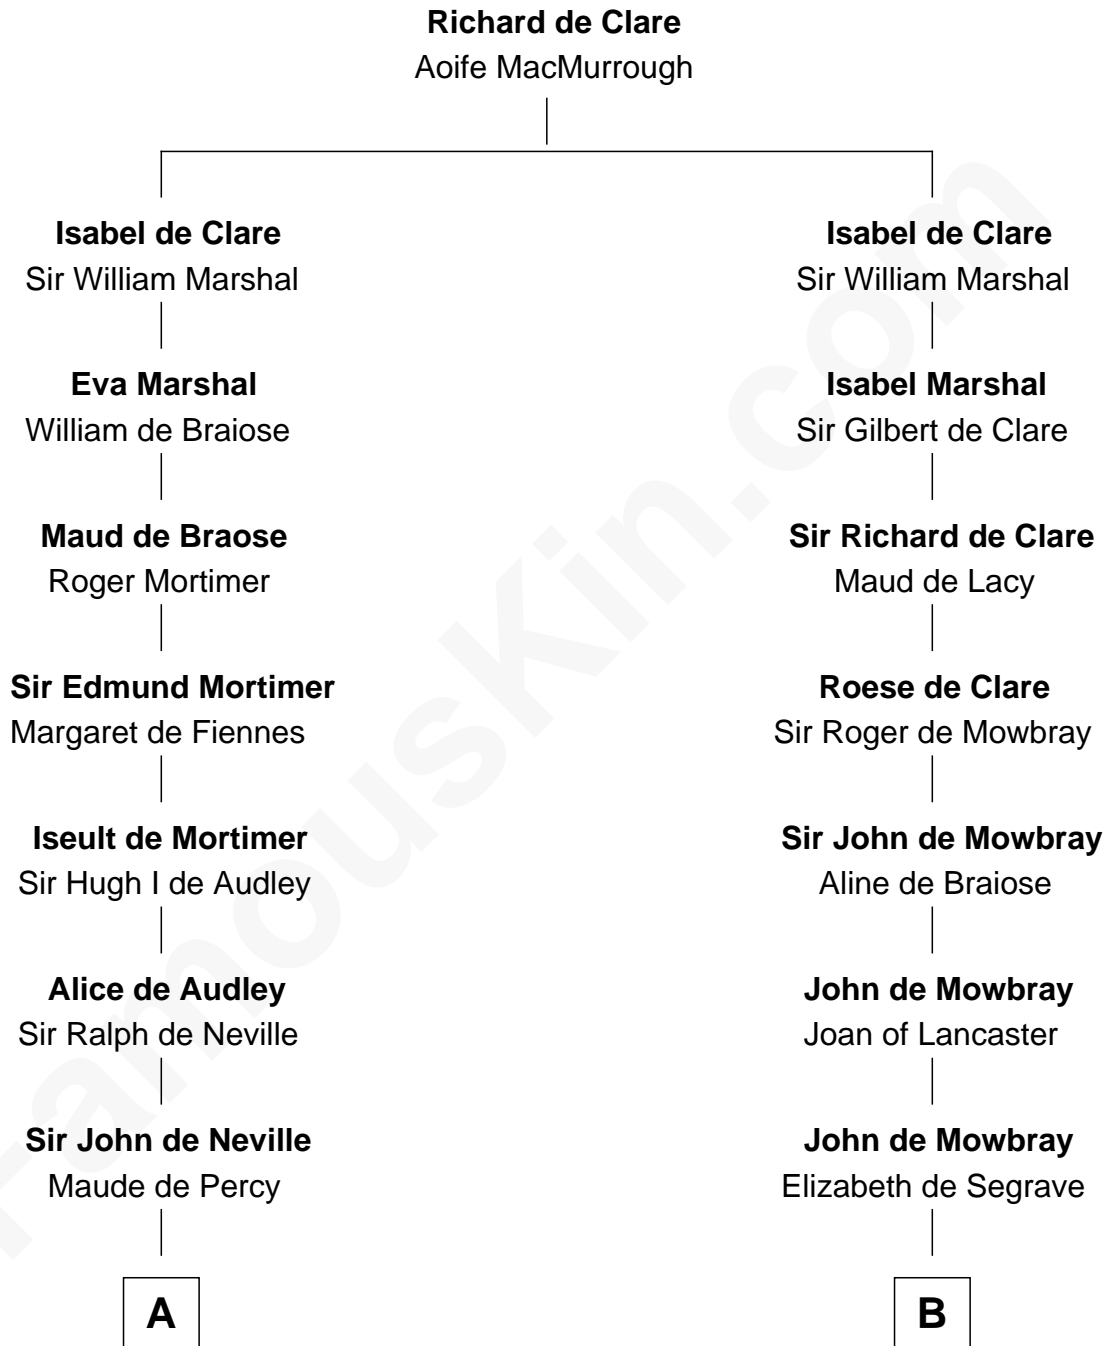 Richard de Clare
Aoife MacMurrough
Isabel de Clare
Sir William Marshal
Isabel de Clare
Sir William Marshal
Eva Marshal
William de Braiose
Isabel Marshal
Sir Gilbert de Clare
Maud de Braose
Roger Mortimer
Sir Richard de Clare
Maud de Lacy
Sir Edmund Mortimer
Margaret de Fiennes
Roese de Clare
Sir Roger de Mowbray
Iseult de Mortimer
Sir Hugh I de Audley
Sir John de Mowbray
Aline de Braiose
Alice de Audley
Sir Ralph de Neville
John de Mowbray
Joan of Lancaster
Sir John de Neville
Maude de Percy
John de Mowbray
Elizabeth de Segrave
A
B
FamousKin.com